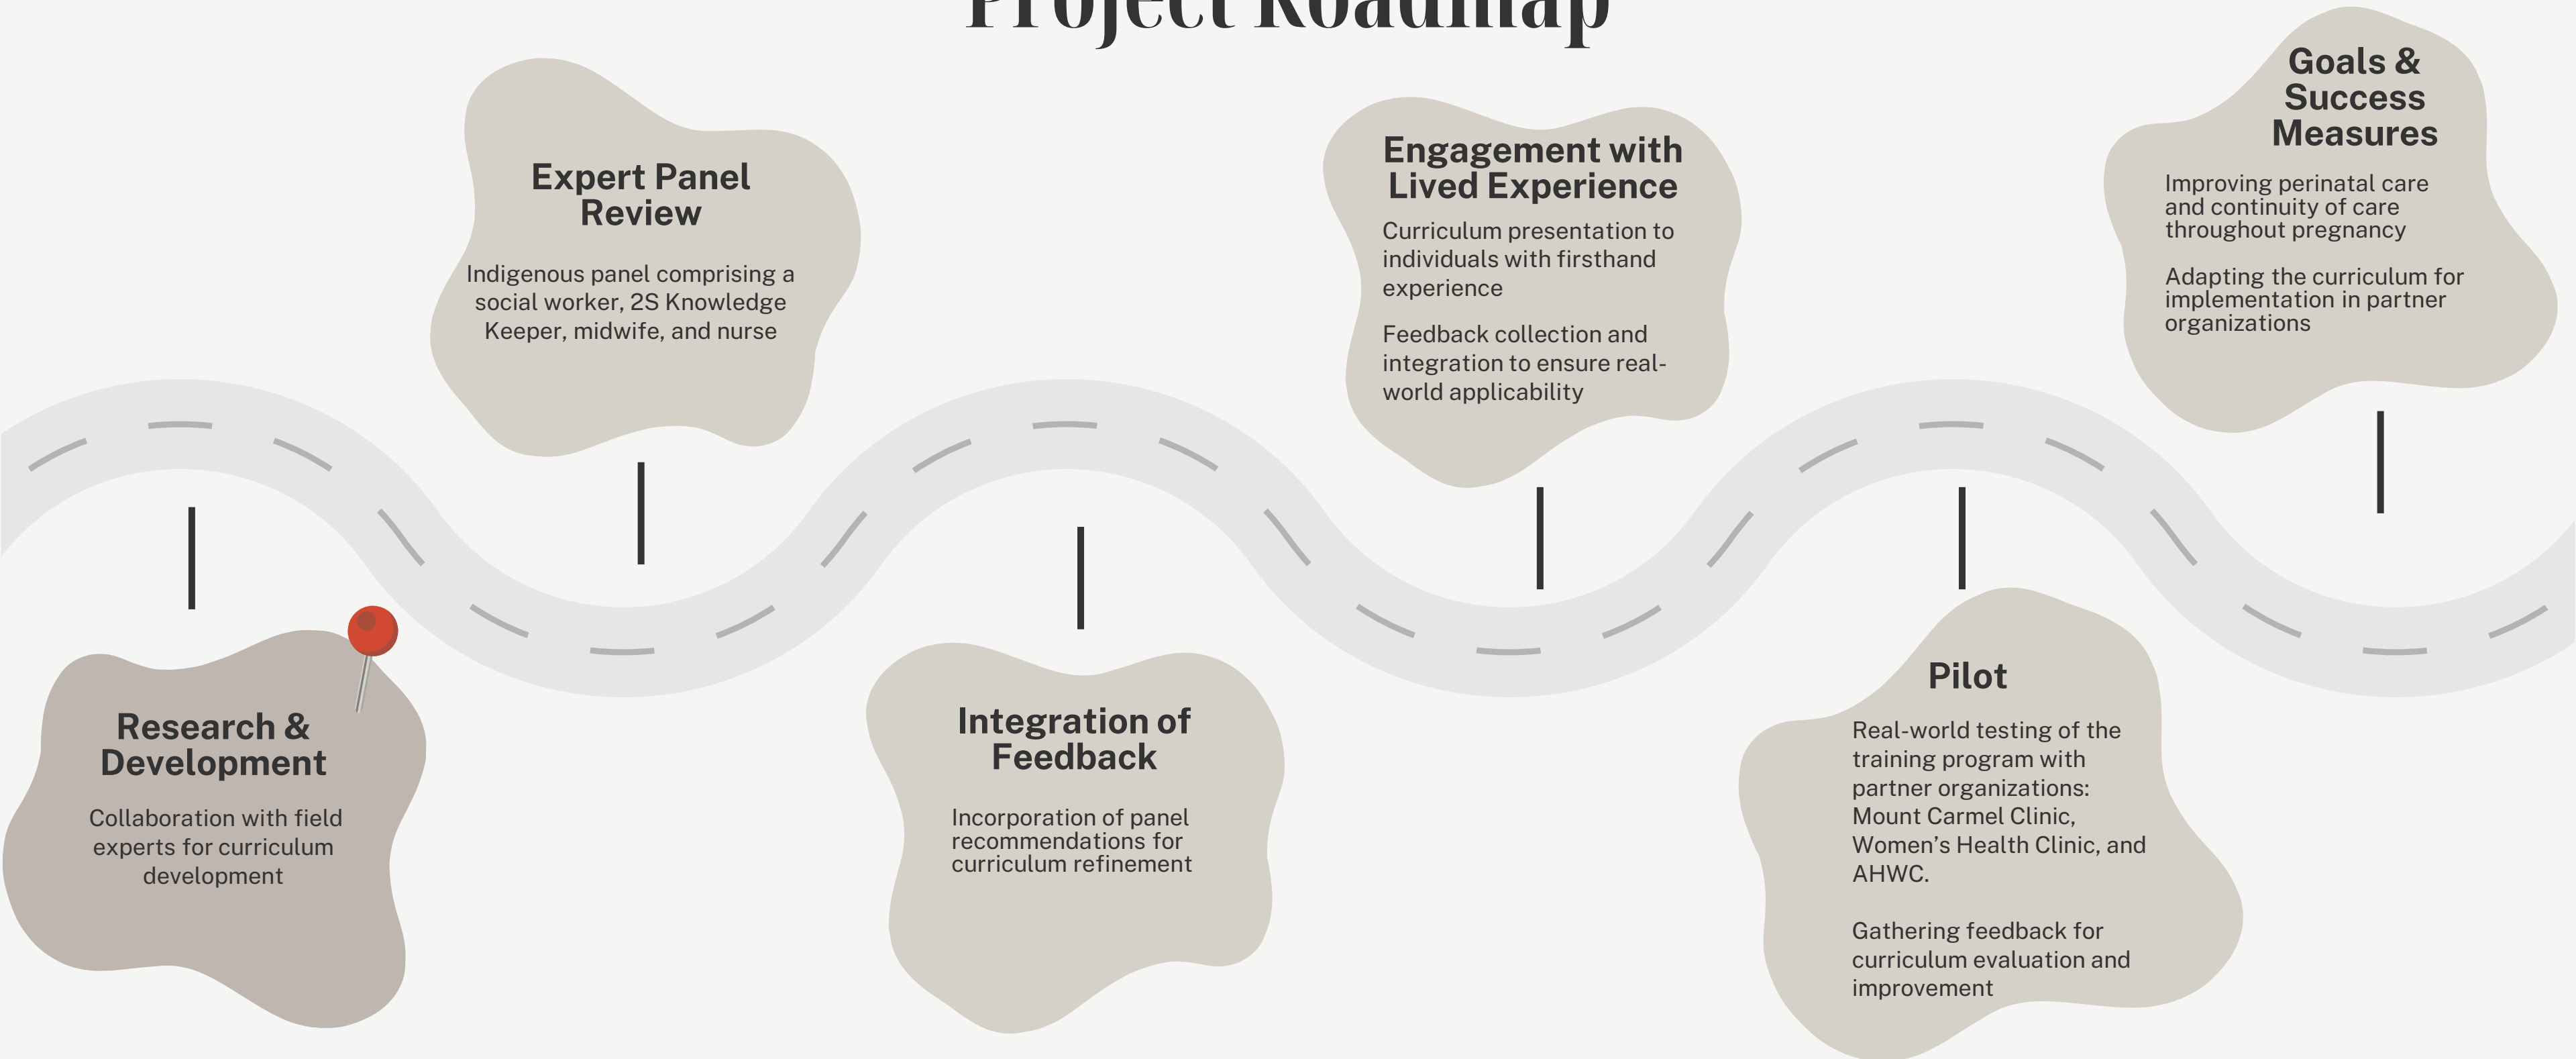 Project Roadmap
Research &
Development
Collaboration with field
experts for curriculum
development
Expert Panel
Review
Indigenous panel comprising a
social worker, 2S Knowledge
Keeper, midwife, and nurse
Integration of
Feedback
Incorporation of panel
recommendations for
curriculum refinement
Engagement with
Lived Experience
Curriculum presentation to
individuals with firsthand
experience
Feedback collection and
integration to ensure real-
world applicability
Pilot
Real-world testing of the
training program with
partner organizations:
Mount Carmel Clinic,
Women’s Health Clinic, and
AHWC.
Gathering feedback for
curriculum evaluation and
improvement
Goals &
Success
Measures
Improving perinatal care
and continuity of care
throughout pregnancy
Adapting the curriculum for
implementation in partner
organizations